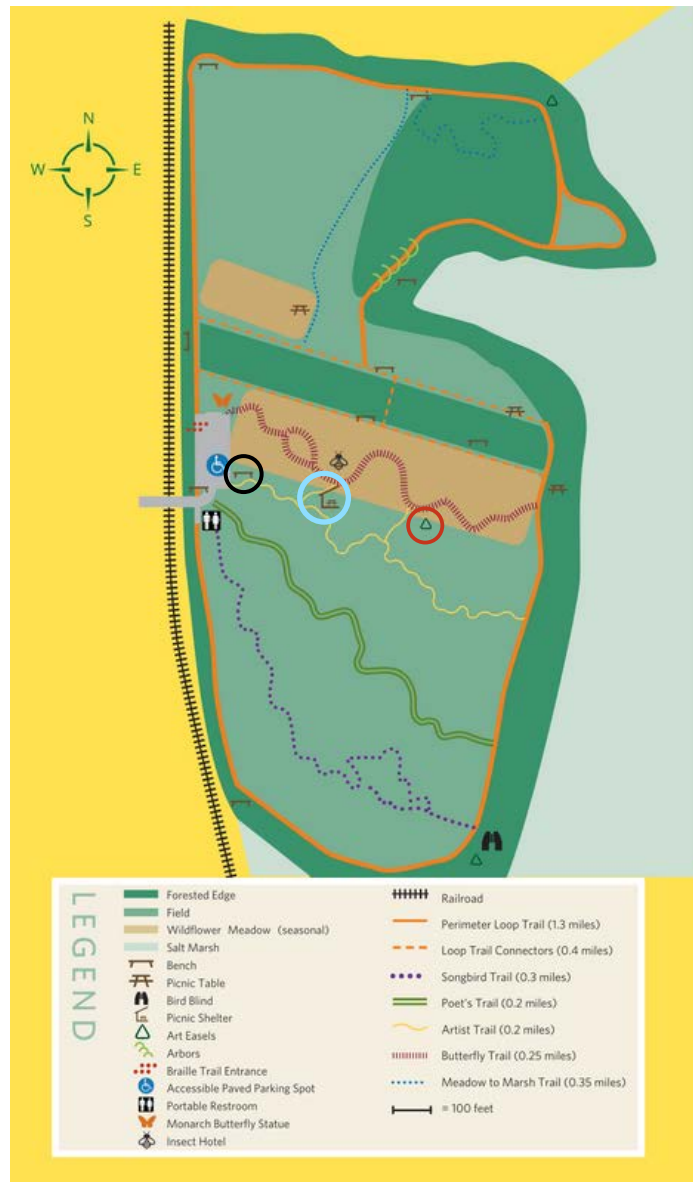 N
W
E
S
LEGEND
Forested Edge
Field
Wildflower Meadow (seasonal)
Salt Marsh
Bench
Picnic Table
Bird Blind
Picnic Shelter
Art Easels
Arbors
Braille Trail Entrance
Accessible Paved Parking Spot
Portable Restroom
Monarch Butterfly Statue
Insect Hotel
Railroad
Perimeter Loop Trail (1.3 miles)
Loop Trail Connectors (0.4 miles)
Songbird Trail (0.3 miles)
Poet's Trail (0.2 miles)
Artist Trail (0.2 miles)
Butterfly Trail (0.25 miles)
Meadow to Marsh Trail (0.35 miles)
= 100 feet